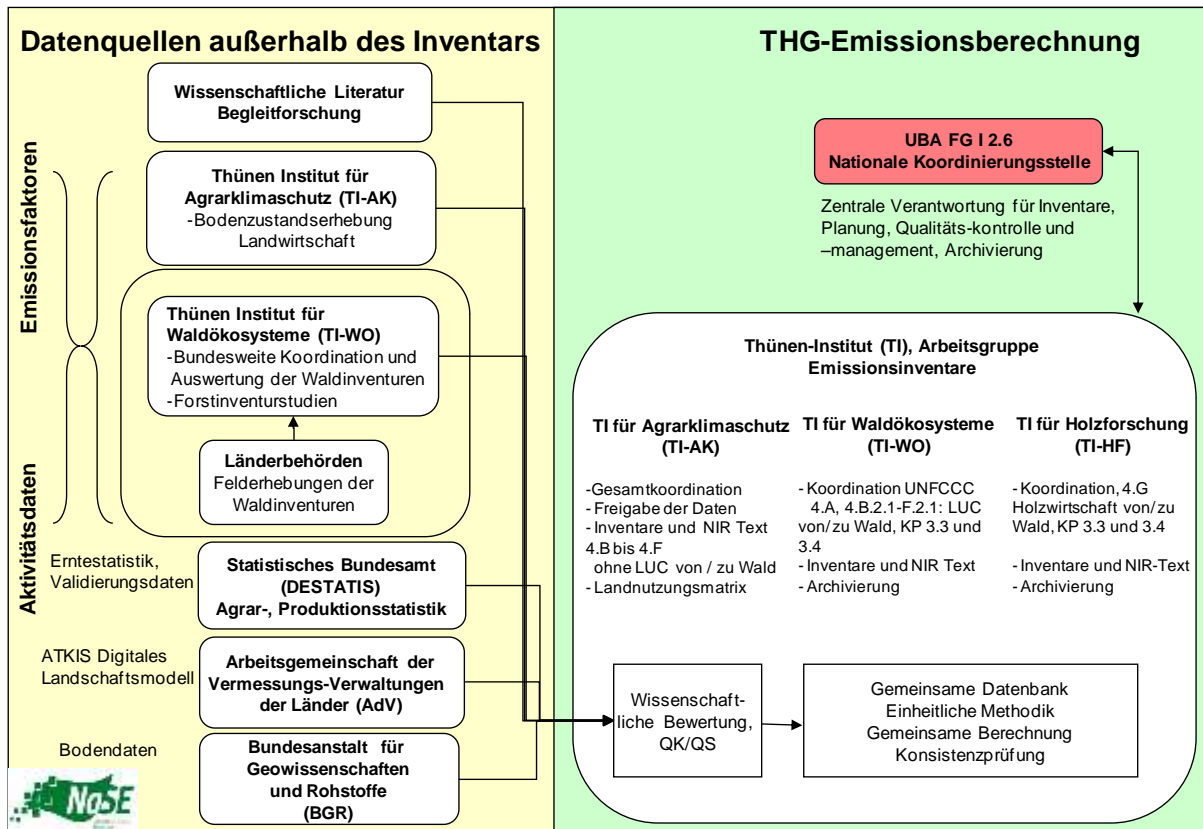 Datenquellen außerhalb des Inventars
Emissionsfaktoren
Aktivitätsdaten
Wissenschaftliche Literatur
Begleitforschung
Thünen Institut für
Agrarklimaschutz (TI-AK)
-Bodenzustandserhebung
Landwirtschaft
Thünen Institut für
Waldökosysteme (TI-WO)
-Bundesweite Koordination und
Auswertung der Waldinventuren
-Forstinventurstudien
Länderbehörden
Felderhebungen der
Waldinventuren
Erntestatistik,
Validierungsdaten
Statistisches Bundesamt
(DESTATIS)
Agrar-, Produktionsstatistik
ATKIS Digitales
Landschaftsmodell
Arbeitsgemeinschaft der
Vermessungs-Verwaltungen
der Länder (AdV)
Bodendaten
Bundesanstalt für
Geowissenschaften
und Rohstoffe
(BGR)
NaSE
THG-Emissionsberechnung
UBA FG I 2.6
Nationale Koordinierungsstelle
Zentrale Verantwortung für Inventare,
Planung, Qualitäts-kontrolle und
–management, Archivierung
Thünen-Institut (TI), Arbeitsgruppe
Emissionsinventare
TI für Agrarklimaschutz
(TI-AK)
-Gesamtkoordination
- Freigabe der Daten
- Inventare und NIR Text
4.B bis 4.F
ohne LUC von / zu Wald
- Landnutzungsmatrix
TI für Waldökosysteme
(TI-WO)
- Koordination UNFCCC
4.A, 4.B.2.1-F.2.1: LUC
von/ zu Wald, KP 3.3 und
3.4
- Inventare und NIR Text
- Archivierung
TI für Holzforschung
(TI-HF)
- Koordination, 4.G
Holzwirtschaft von/ zu
Wald, KP 3.3 und 3.4
- Inventare und NIR-Text
- Archivierung
Wissenschaft-
liche Bewertung,
QK/QS
Gemeinsame Datenbank
Einheitliche Methodik
Gemeinsame Berechnung
Konsistenzprüfung